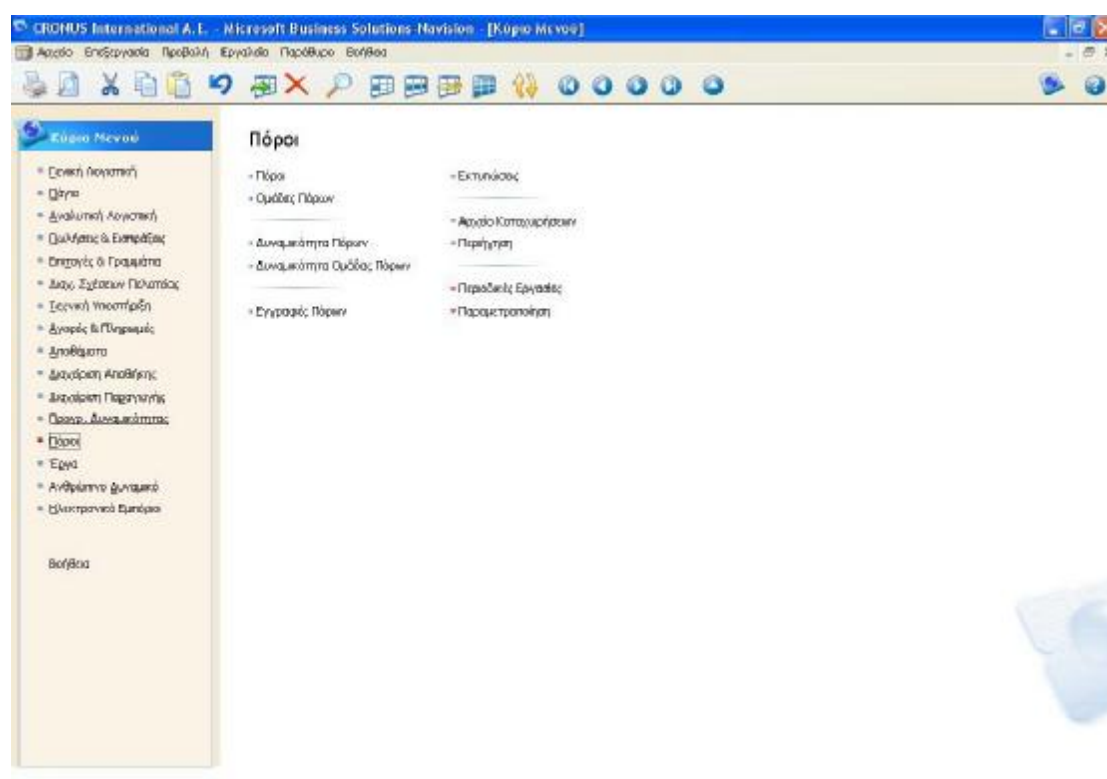 CRONUS International A.E. - Microsoft Business Solutions-Navision - [Κύριο Μενού]
Αρχείο Επεξεργασία Προβολή Εργαλεία Παράθυρο Βοήθεια
Κύριο Μενού
Γενική Λογιστική
Πάγια
Αναλυτική Λογιστική
Πωλήσεις & Εισπράξεις
Επιταγές & Γραμμάτια
Διαχ. Σχέσεων Πελατείας
Τεχνική Υποστήριξη
Αγορές & Πληρωμές
Αποθέματα
Διαχείριση Αποθήκης
Διαχείριση Παραγωγής
Προγρ. Δυναμικότητας
Πόροι
Έργα
Ανθρώπινο Δυναμικό
Ηλεκτρονικό Εμπόριο
Βοήθεια
Πόροι
Πόροι
Ομάδες Πόρων
Δυναμικότητα Πόρων
Δυναμικότητα Ομάδας Πόρων
Εγγραφές Πόρων
Εκτυπώσεις
Αρχείο Καταχωρήσεων
Περιήγηση
Περιοδικές Εργασίες
Παραμετροποίηση